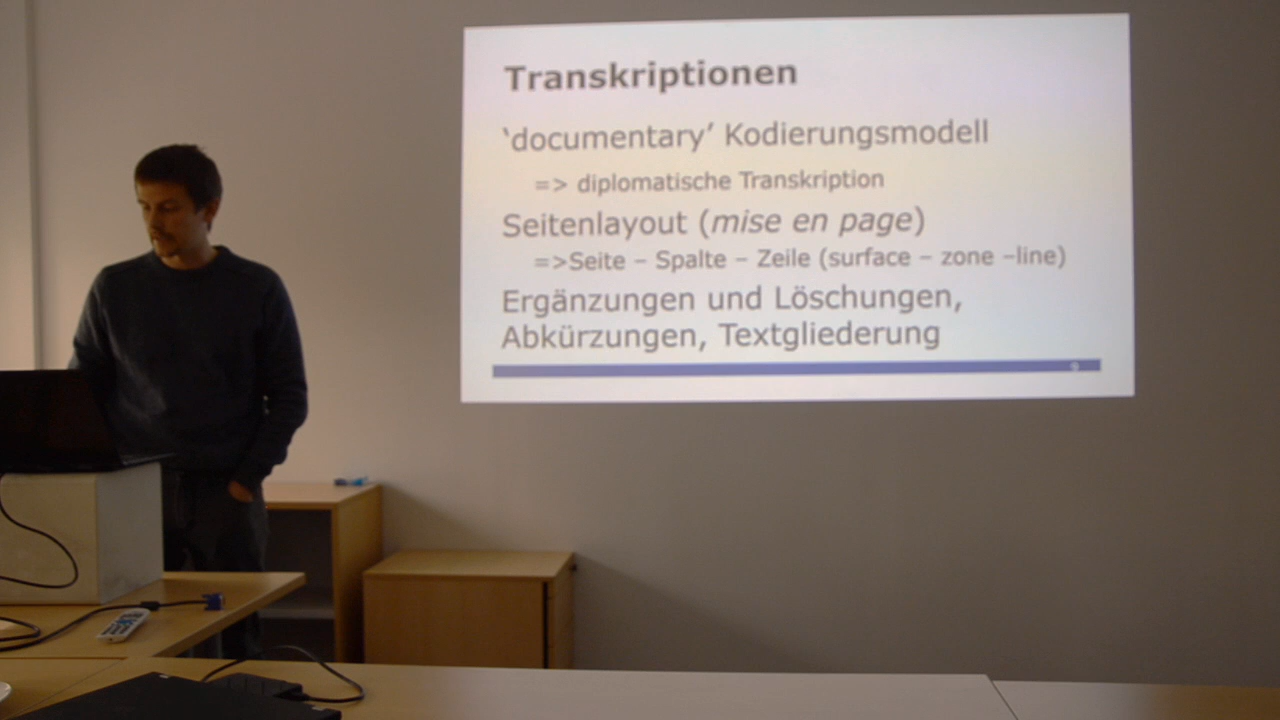 Transkriptionen
‘documentary’ Kodierungsmodell
=> diplomatische Transkription
Seitenlayout (mise en page)
=>Seite – Spalte – Zeile (surface – zone –line)
Ergänzungen und Löschungen,
Abkürzungen, Textgliederung
9